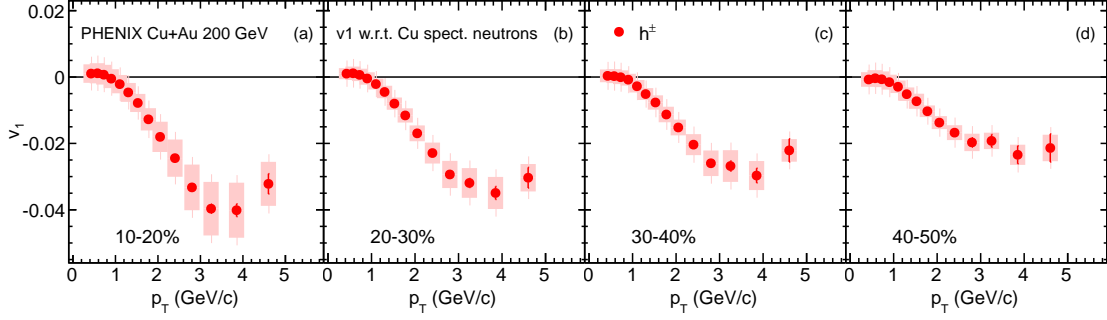 PHENIX Cu+Au 200 GeV (a)
v1 w.r.t. Cu spect. neutrons (b)
h± (c)
(d)
0.02
0
-0.02
-0.04
v1
10-20%
20-30%
30-40%
40-50%
0 1 2 3 4 5
0 1 2 3 4 5
0 1 2 3 4 5
0 1 2 3 4 5
pT (GeV/c)
pT (GeV/c)
pT (GeV/c)
pT (GeV/c)